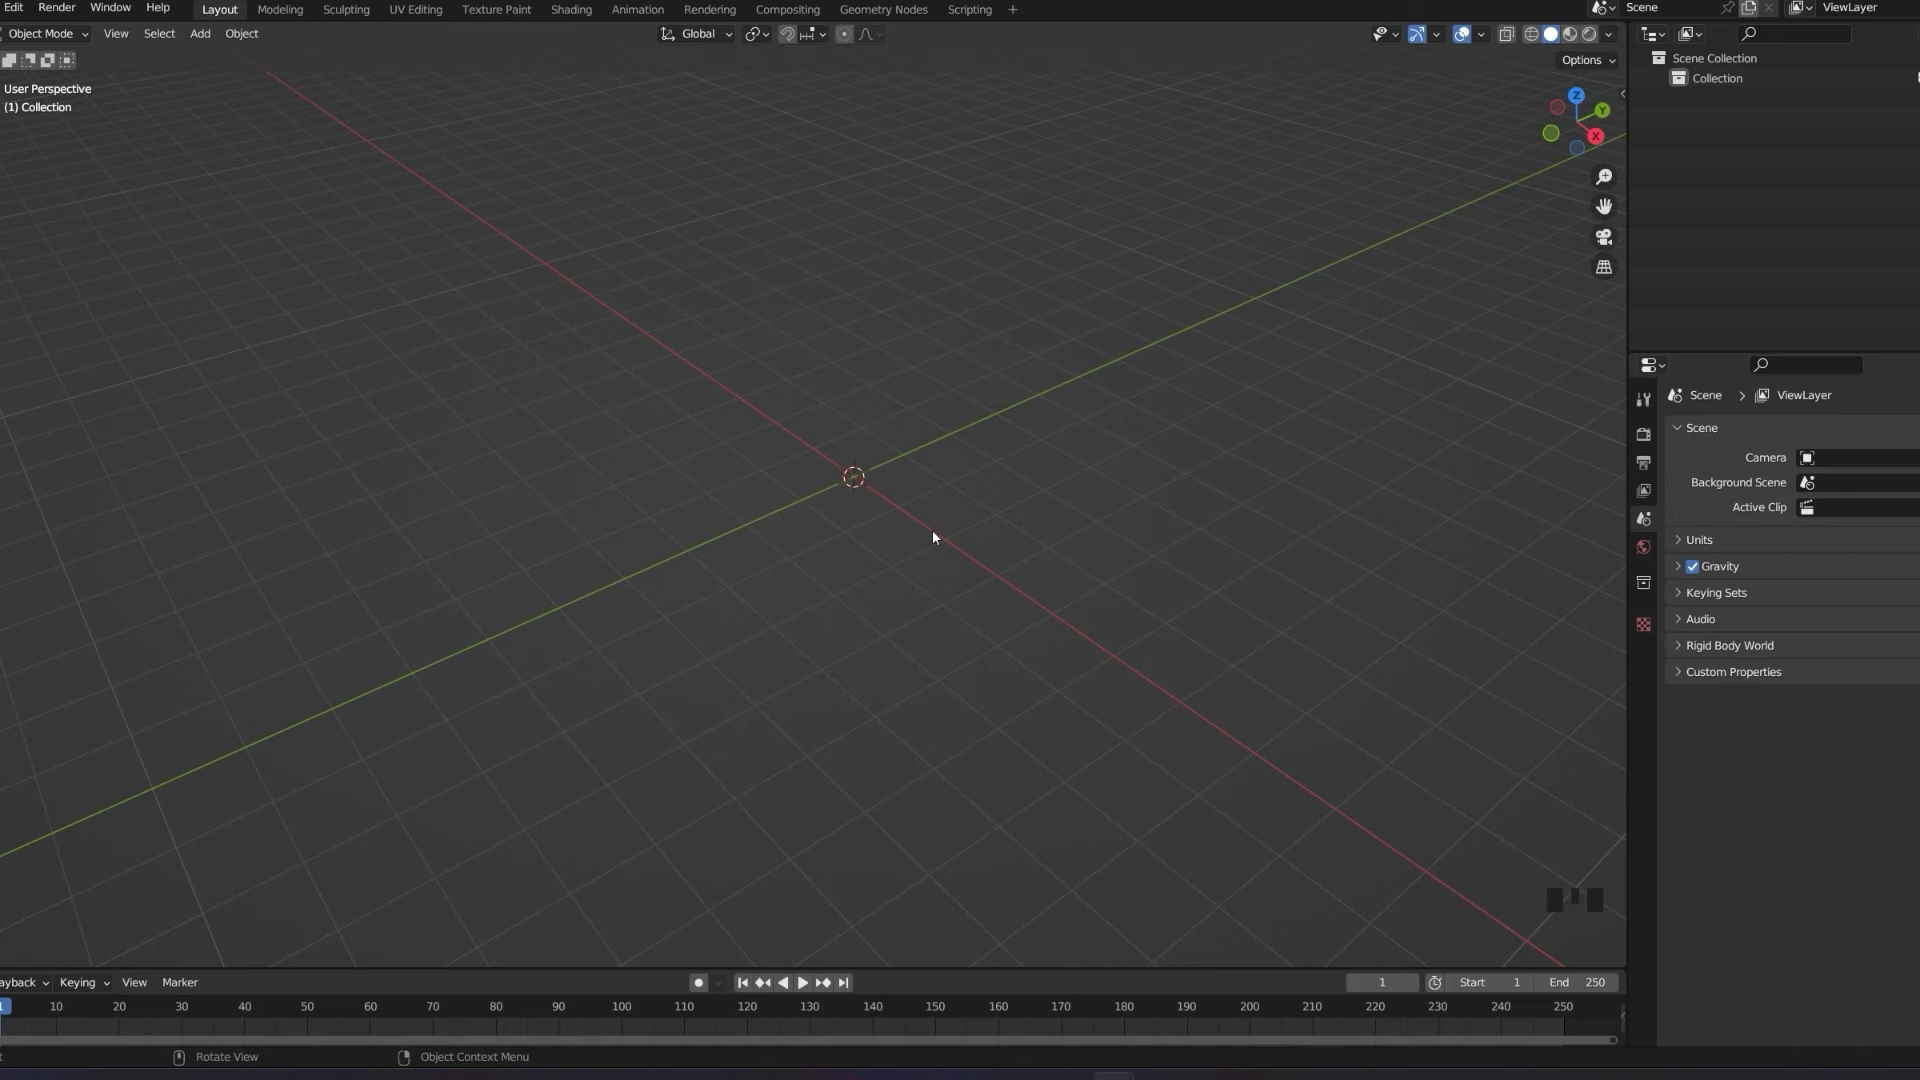 Edit Render Window Help Layout Modeling Sculpting UV Editing Texture Paint Shading Animation Rendering Compositing Geometry Nodes Scripting + Scene ViewLayer
Object Mode View Select Add Object Global
Options
User Perspective
(1) Collection
Z
Y
X
Scene Collection
Collection
Scene > ViewLayer
Scene
Camera
Background Scene
Active Clip
Units
Gravity
Keying Sets
Audio
Rigid Body World
Custom Properties
ayback Keying View Marker 1 Start 1 End 250
1 10 20 30 40 50 60 70 80 90 100 110 120 130 140 150 160 170 180 190 200 210 220 230 240 250
t Rotate View Object Context Menu